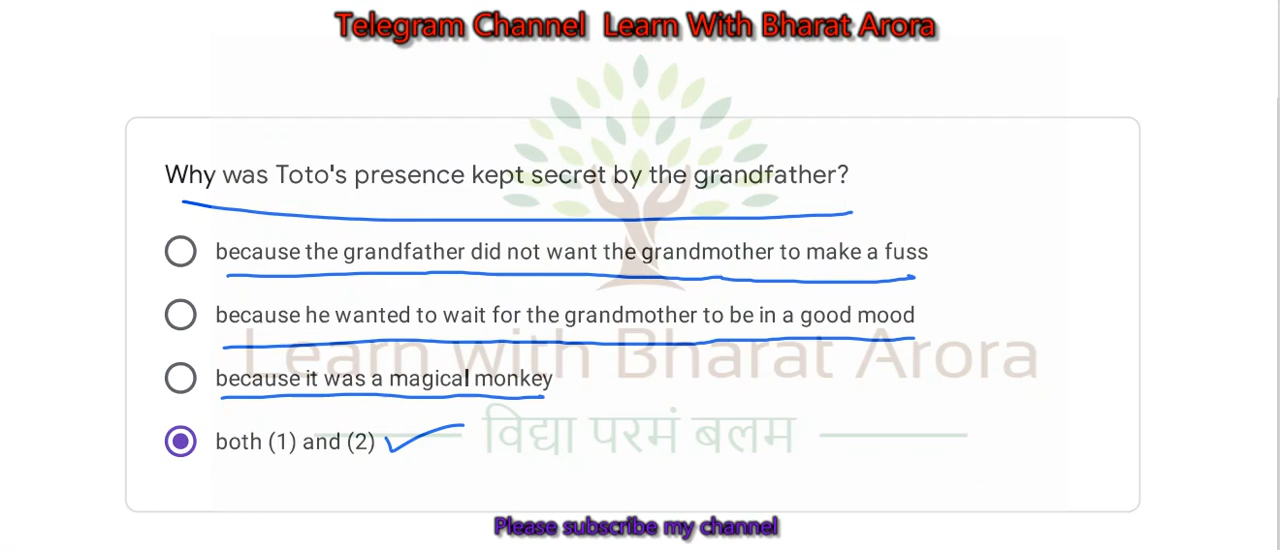 Telegram Channel Learn With Bharat Arora
Why was Toto's presence kept secret by the grandfather?
because the grandfather did not want the grandmother to make a fuss
because he wanted to wait for the grandmother to be in a good mood
Learn with Bharat Arora
because it was a magical monkey
विद्या परमं बलम
both (1) and (2)
Please subscribe my channel